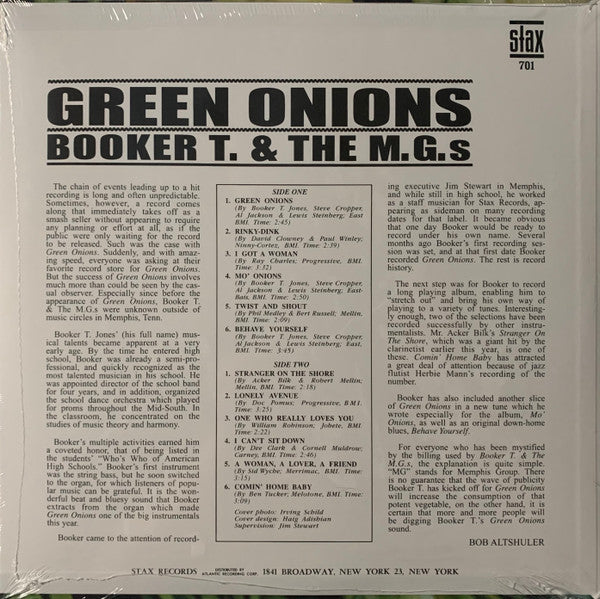 stax
701
GREEN ONIONS
BOOKER T. & THE M.G.s
The chain of events leading up to a hit
recording is long and often unpredictable.
Sometimes, however, a record comes
along that immediately takes off as a
smash seller without appearing to require
any planning or effort at all, as if the
public were only waiting for the record
to be released. Such was the case with
Green Onions. Suddenly, and with amaz-
ing speed, everyone was asking at their
favorite record store for Green Onions.
But the success of Green Onions involves
much more than could be seen by the cas-
ual observer. Especially since before the
appearance of Green Onions, Booker T.
& The M.G.s were unknown outside of
music circles in Memphis, Tenn.
Booker T. Jones' (his full name) mus-
ical talents became apparent at a very
early age. By the time he entered high
school, Booker was already a semi-pro-
fessional, and quickly recognized as the
most talented musician in his school. He
was appointed director of the school band
for four years, and in addition, organized
the school dance orchestra which played
for proms throughout the Mid-South. In
the classroom, he concentrated on the
studies of music theory and harmony.
Booker's multiple activities earned him
a coveted honor, that of being listed in
the students' "Who's Who of American
High Schools." Booker's first instrument
was the string bass, but he soon switched
to the organ, for which listeners of popu-
lar music can be grateful. It is the won-
derful beat and bluesy sound that Booker
extracts from the organ which made
Green Onions one of the big instrumentals
this year.
Booker came to the attention of record-
SIDE ONE
1. GREEN ONIONS
(By Booker T. Jones, Steve Cropper,
Al Jackson & Lewis Steinberg; East
BMI. Time: 2:45)
2. RINKY-DINK
(By David Clowney & Paul Winley;
Ninny-Cortez, BMI. Time: 2:39)
3. I GOT A WOMAN
(By Ray Charles; Progressive, BMI.
Time: 3:32)
4. MO' ONIONS
(By Booker T. Jones, Steve Cropper,
Al Jackson & Lewis Steinberg, East-
Bais, BMI. Time: 2:50)
5. TWIST AND SHOUT
(By Phil Medley & Bert Russell; Mellin,
BMI. Time: 2:09)
6. BEHAVE YOURSELF
(By Booker T. Jones, Steve Cropper,
Al Jackson & Lewis Steinberg, East,
BMI. Time: 3:45)
SIDE TWO
1. STRANGER ON THE SHORE
(By Acker Bilk & Robert Mellin;
Mellin, BMI. Time: 2:18)
2. LONELY AVENUE
(By Doc Pomus; Progressive, BMI.
Time: 3:25)
3. ONE WHO REALLY LOVES YOU
(By William Robinson; Jobete, BMI.
Time: 2:22)
4. I CAN'T SIT DOWN
(By Dee Clark & Cornell Muldrow;
Carney, BMI. Time: 2:46)
5. A WOMAN, A LOVER, A FRIEND
(By Sid Wyche; Merrimac, BMI. Time:
3:15)
6. COMIN' HOME BABY
(By Ben Tucker; Melotone, BMI. Time:
3:09)
Cover photo: Irving Schild
Cover design: Haig Adishian
Supervision: Jim Stewart
ing executive Jim Stewart in Memphis,
and while still in high school, he worked
as a staff musician for Stax Records, ap-
pearing as sideman on many recording
dates for that label. It became obvious
that one day Booker would be ready to
record under his own name. Several
months ago Booker's first recording ses-
sion was set, and at that first date Booker
recorded Green Onions. The rest is record
history.
The next step was for Booker to record
a long playing album, enabling him to
"stretch out" and bring his own way of
playing to a variety of tunes. Interesting-
ly enough, two of the selections have been
recorded successfully by other instru-
mentalists. Mr. Acker Bilk's Stranger On
The Shore, which was a giant hit by the
clarinetist earlier this year, is one of
these. Comin' Home Baby has attracted
a great deal of attention because of jazz
flutist Herbie Mann's recording of the
number.
Booker has also included another slice
of Green Onions in a new tune which he
wrote especially for the album, Mo'
Onions, as well as an original down-home
blues, Behave Yourself.
For everyone who has been mystified
by the billing used by Booker T. & The
M.G.s, the explanation is quite simple.
"MG" stands for Memphis Group. There
is no guarantee that the wave of publicity
Booker T. has kicked off for Green Onions
will increase the consumption of that
potent vegetable, on the other hand, it is
certain that more and more people will
be digging Booker T.'s Green Onions
sound.
BOB ALTSHULER
STAX RECORDS DISTRIBUTED BY
ATLANTIC RECORDING CORP. 1841 BROADWAY, NEW YORK 23, NEW YORK